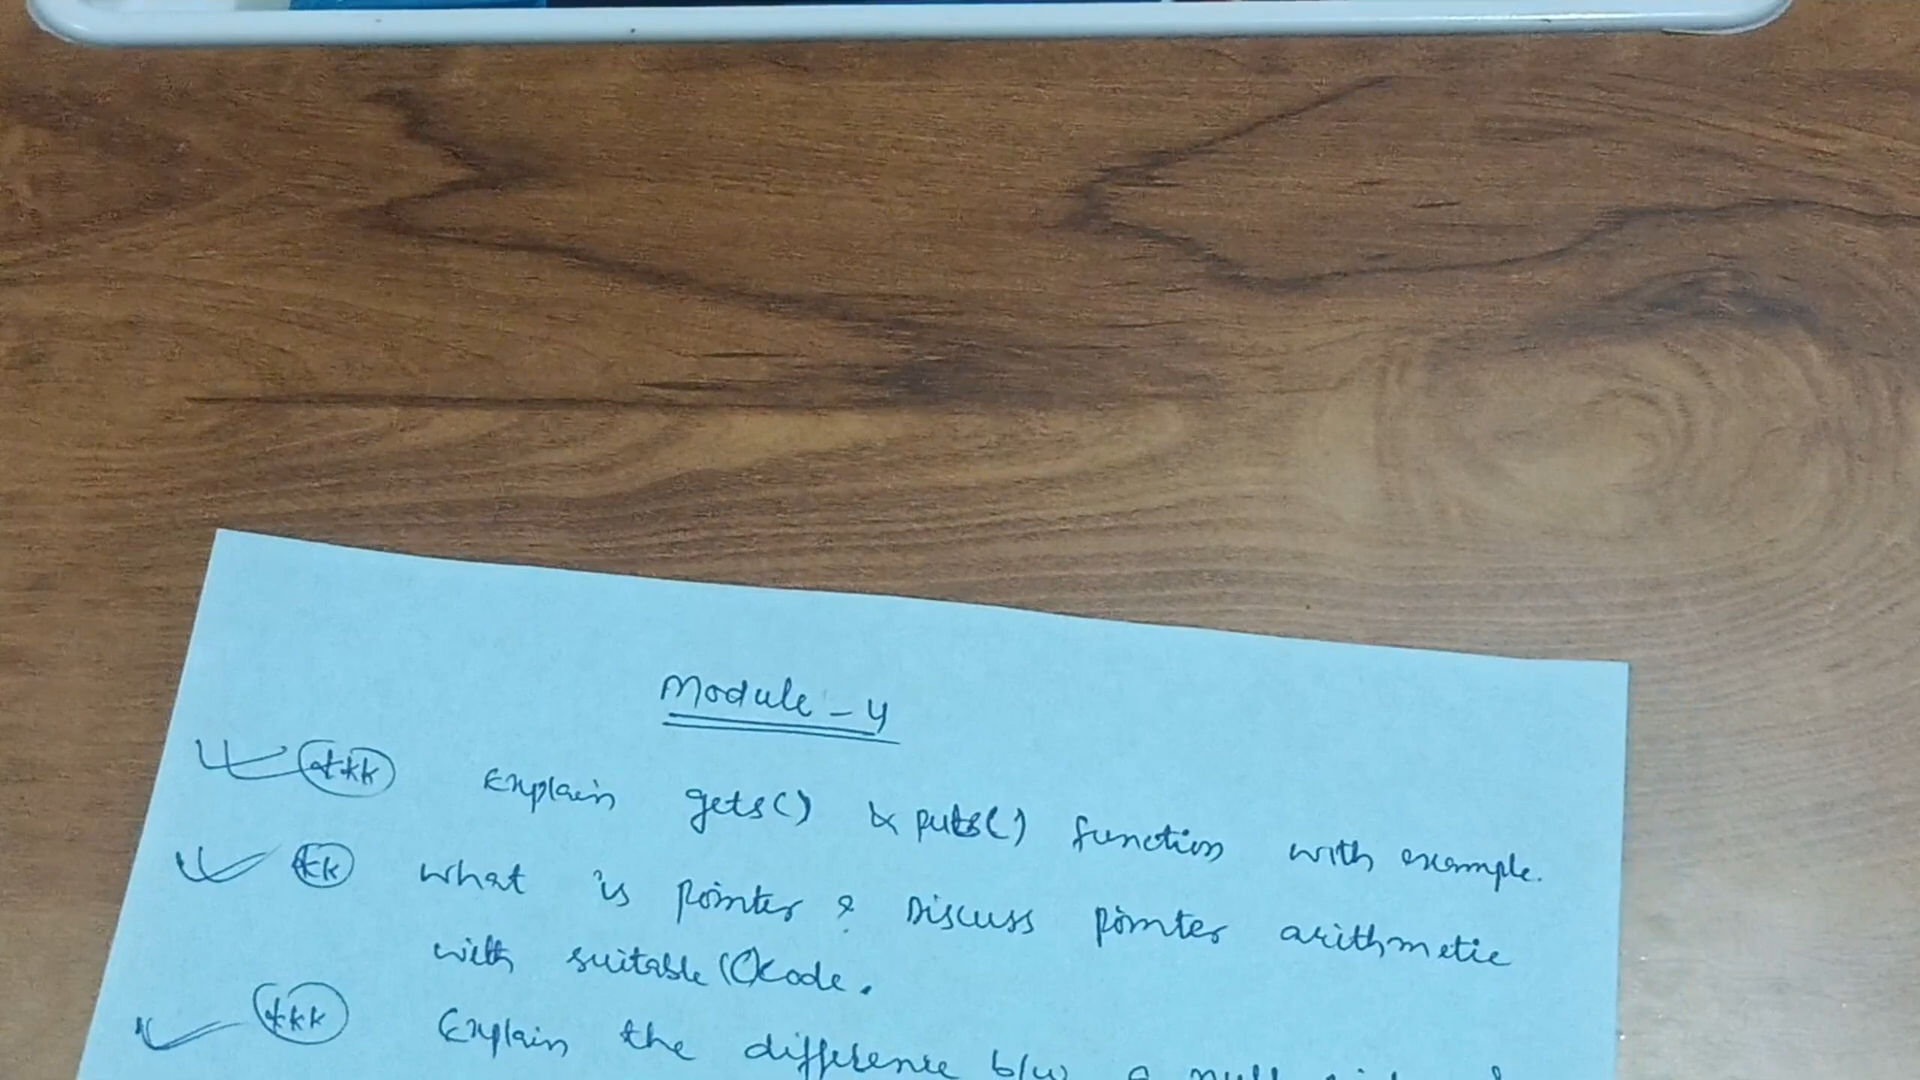 Module - 4
*** Explain gets() & puts() function with example.
** What is pointer ? Discuss pointer arithmetic
with suitable (C) code.
*** Explain the difference b/w a null